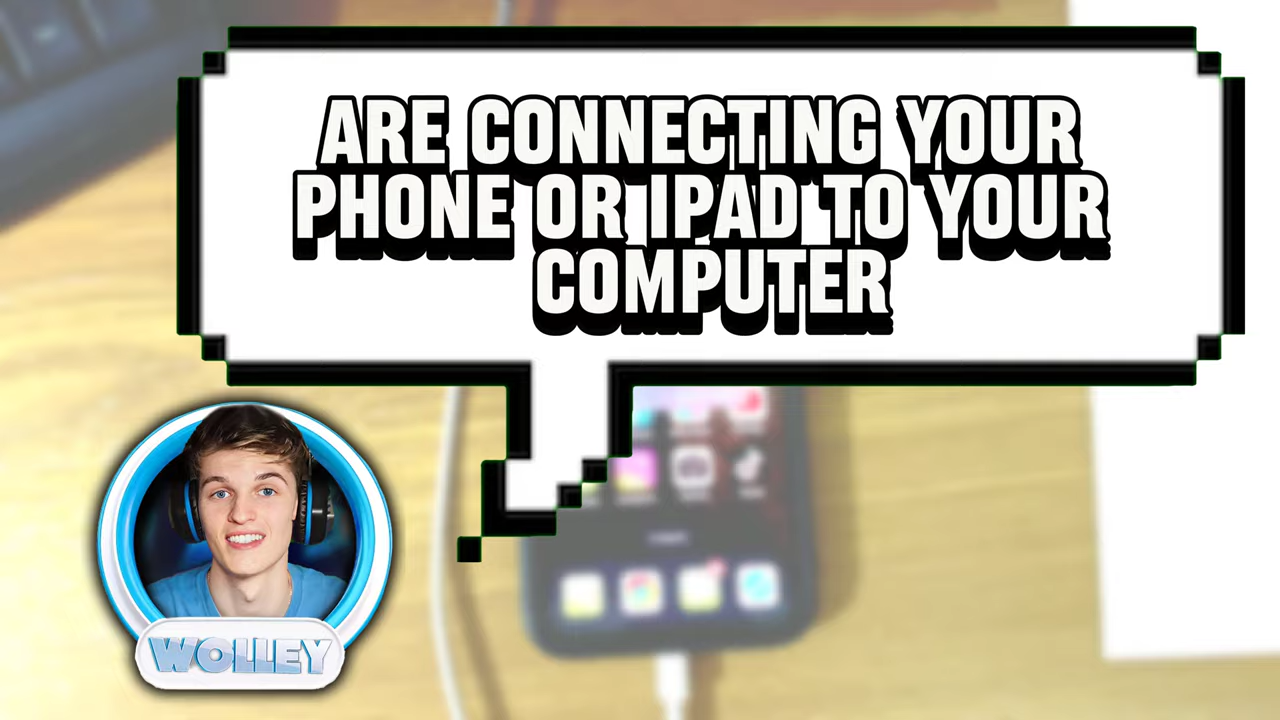 ARE CONNECTING YOUR
PHONE OR IPAD TO YOUR
COMPUTER
WOLLEY